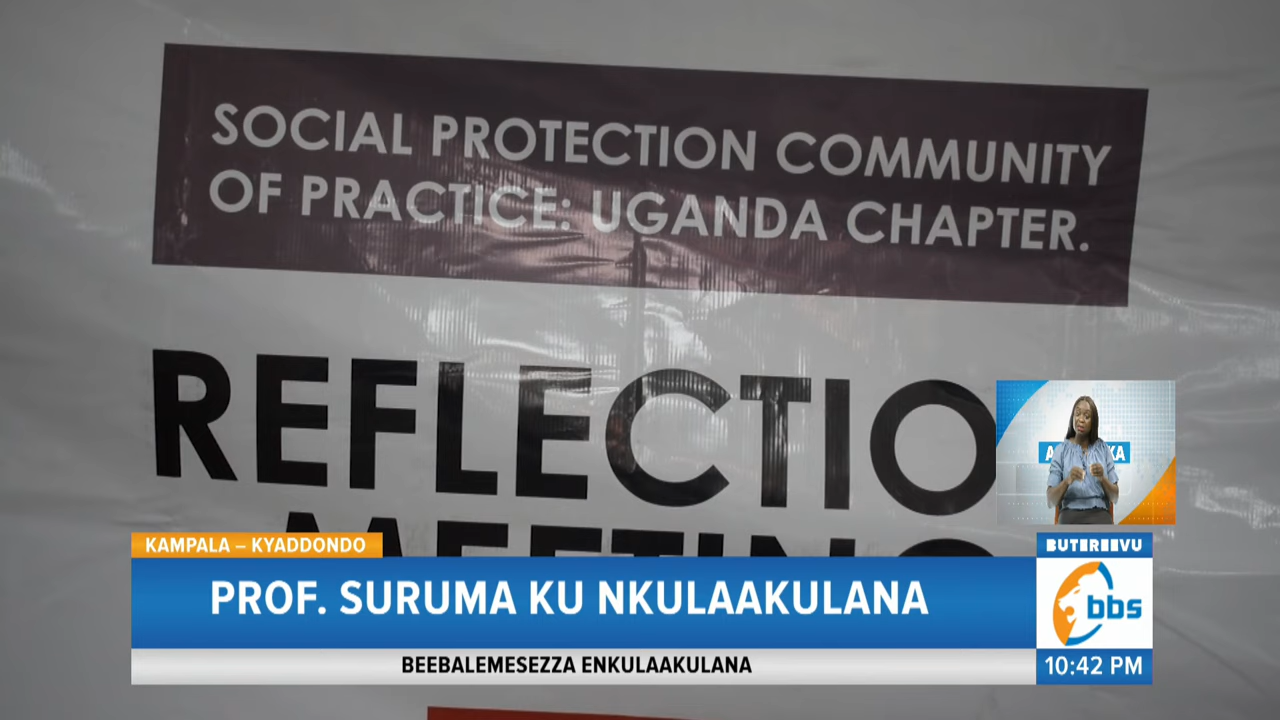 SOCIAL PROTECTION COMMUNITY
OF PRACTICE: UGANDA CHAPTER.
REFLECTIO
KAMPALA – KYADDONDO
PROF. SURUMA KU NKULAAKULANA
BEEBALEMESEZZA ENKULAAKULANA
BUTEREEVU
bbs
10:42 PM